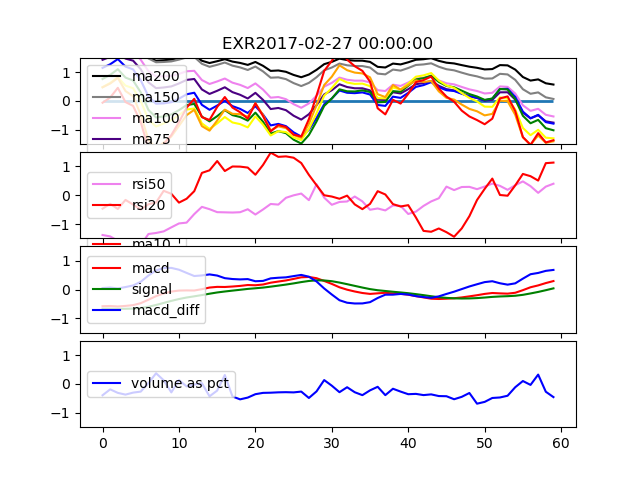 EXR2017-02-27 00:00:00
1
0
−1
ma200
ma150
ma100
ma75
1
0
−1
rsi50
rsi20
ma10
1
0
−1
macd
signal
macd_diff
1
0
−1
volume as pct
0 10 20 30 40 50 60